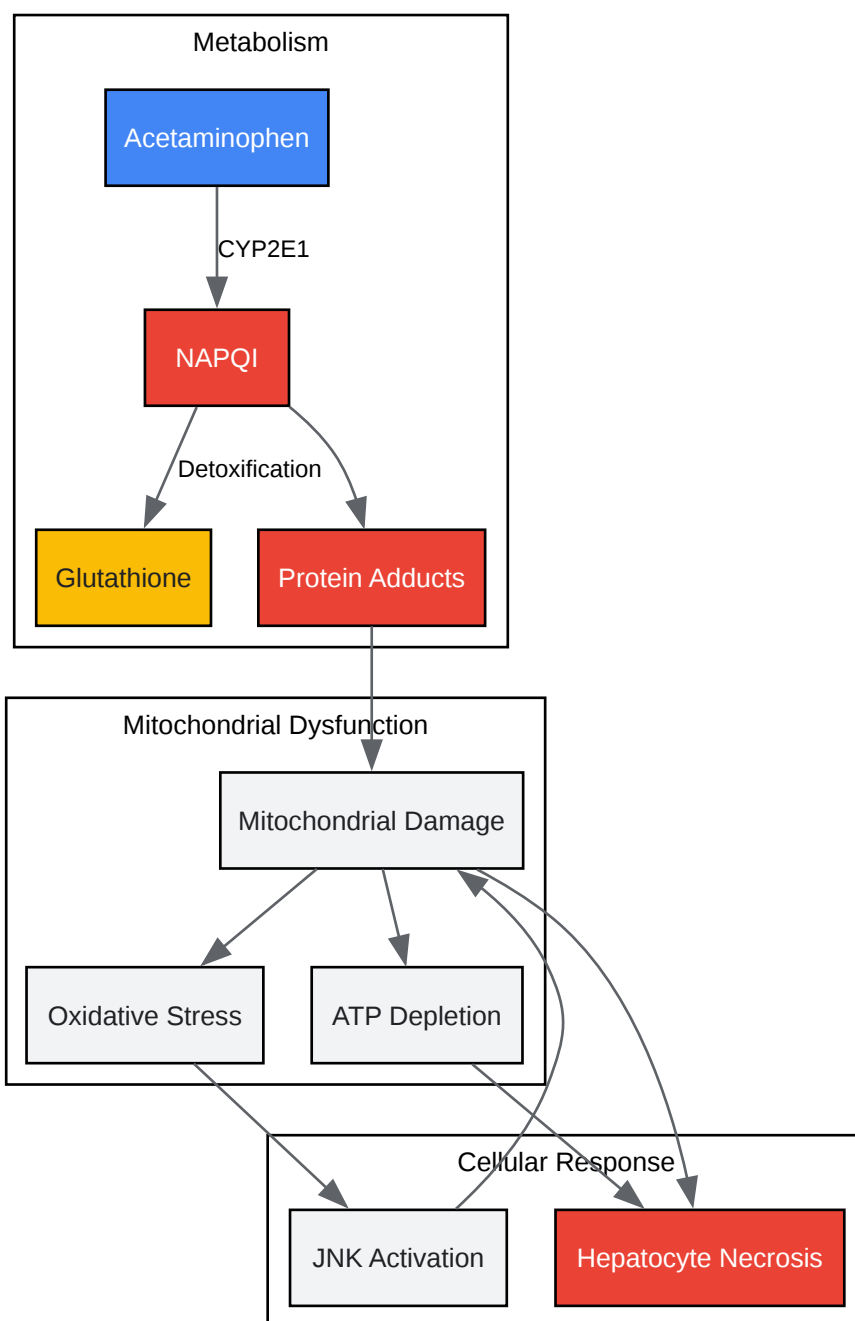 Metabolism
Acetaminophen
CYP2E1
NAPQI
Detoxification
Glutathione
Protein Adducts
Mitochondrial Dysfunction
Mitochondrial Damage
Oxidative Stress
ATP Depletion
Cellular Response
JNK Activation
Hepatocyte Necrosis